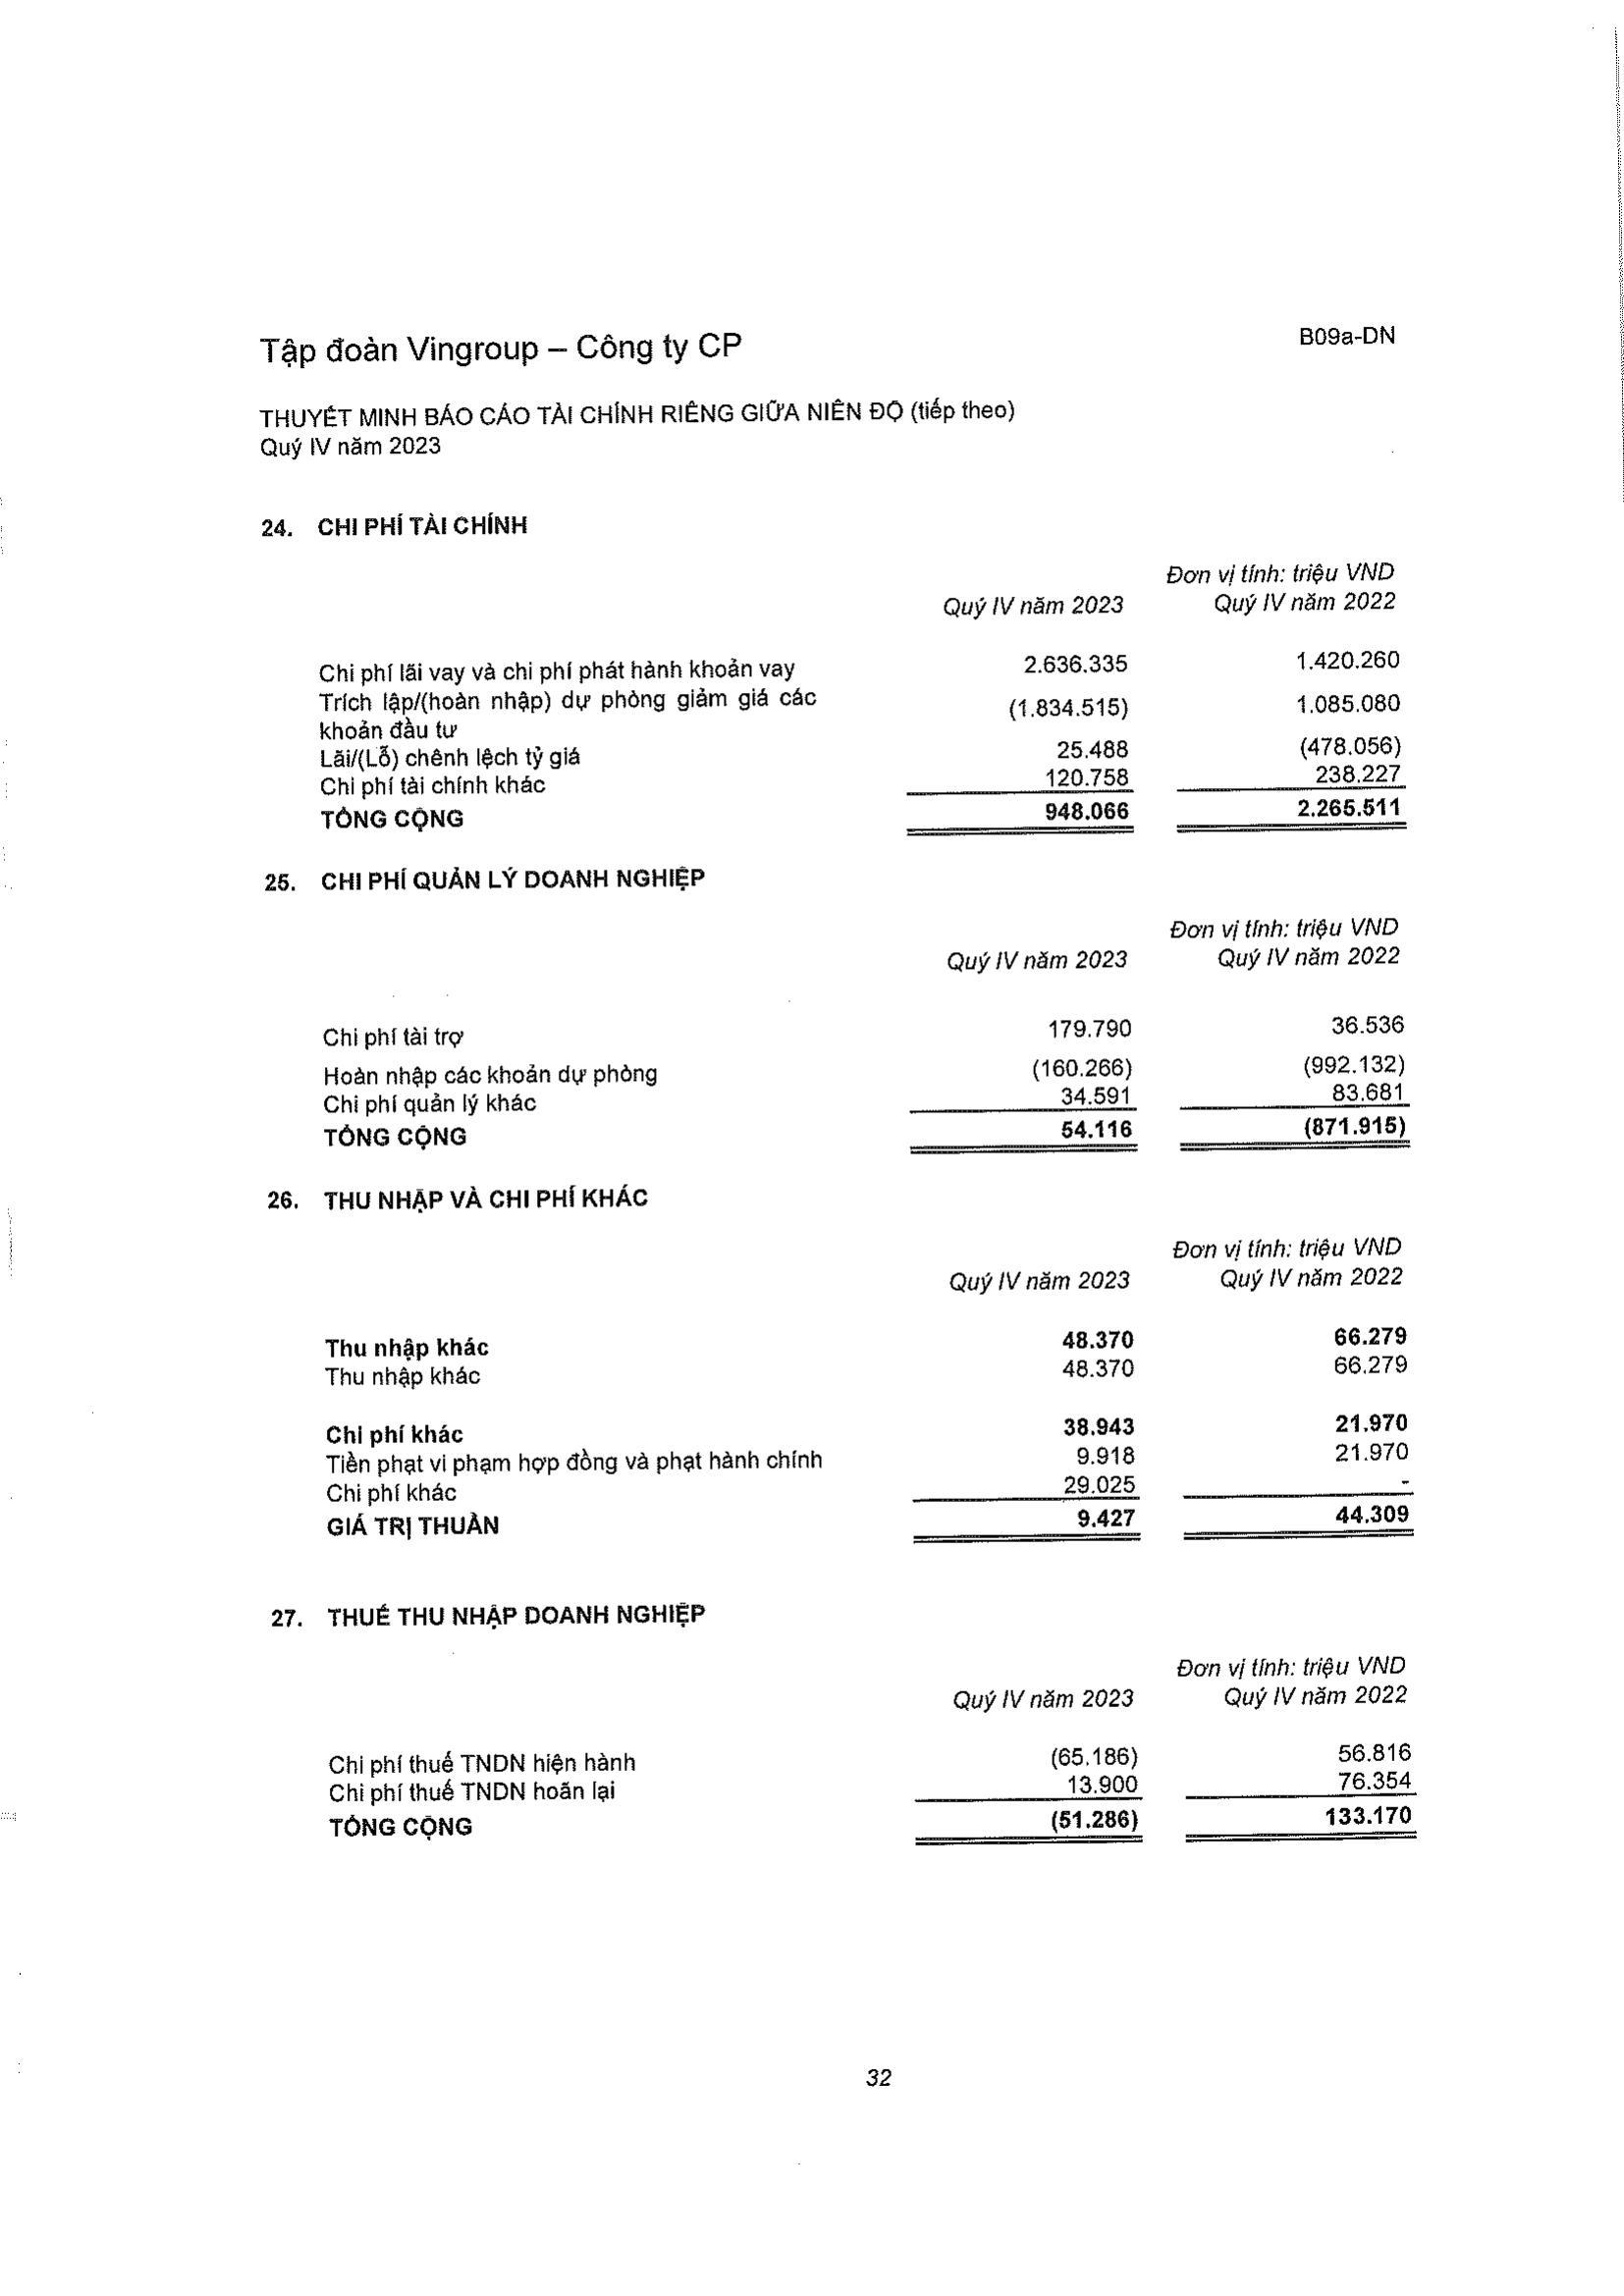 Tập đoàn Vingroup – Công ty CP
B09a-DN
THUYẾT MINH BÁO CÁO TÀI CHÍNH RIÊNG GIỮA NIÊN ĐỘ (tiếp theo)
Quý IV năm 2023
24. CHI PHÍ TÀI CHÍNH
Đơn vị tính: triệu VND
Quý IV năm 2023 Quý IV năm 2022
Chi phí lãi vay và chi phí phát hành khoản vay 2.636.335 1.420.260
Trích lập/(hoàn nhập) dự phòng giảm giá các
khoản đầu tư (1.834.515) 1.085.080
Lãi/(Lỗ) chênh lệch tỷ giá 25.488 (478.056)
Chi phí tài chính khác 120.758 238.227
TỔNG CỘNG 948.066 2.265.511
25. CHI PHÍ QUẢN LÝ DOANH NGHIỆP
Đơn vị tính: triệu VND
Quý IV năm 2023 Quý IV năm 2022
Chi phí tài trợ 179.790 36.536
Hoàn nhập các khoản dự phòng (160.266) (992.132)
Chi phí quản lý khác 34.591 83.681
TỔNG CỘNG 54.116 (871.915)
26. THU NHẬP VÀ CHI PHÍ KHÁC
Đơn vị tính: triệu VND
Quý IV năm 2023 Quý IV năm 2022
Thu nhập khác 48.370 66.279
Thu nhập khác 48.370 66.279
Chi phí khác 38.943 21.970
Tiền phạt vi phạm hợp đồng và phạt hành chính 9.918 21.970
Chi phí khác 29.025 -
GIÁ TRỊ THUẦN 9.427 44.309
27. THUẾ THU NHẬP DOANH NGHIỆP
Đơn vị tính: triệu VND
Quý IV năm 2023 Quý IV năm 2022
Chi phí thuế TNDN hiện hành (65.186) 56.816
Chi phí thuế TNDN hoãn lại 13.900 76.354
TỔNG CỘNG (51.286) 133.170
32